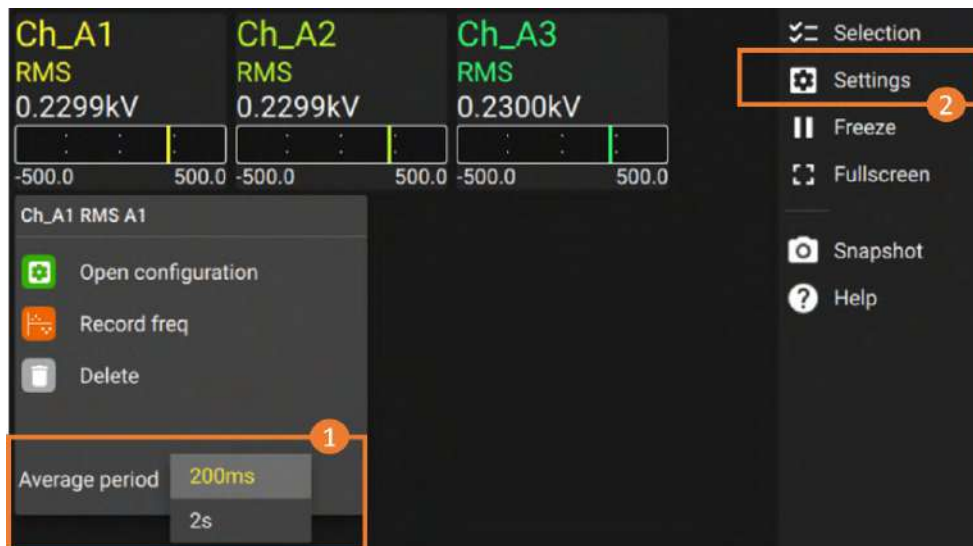 Ch_A1
RMS
0.2299kV
-500.0 500.0
Ch_A2
RMS
0.2299kV
-500.0 500.0
Ch_A3
RMS
0.2300kV
-500.0 500.0
Ch_A1 RMS A1
Open configuration
Record freq
Delete
1
Average period 200ms
2s
Selection
Settings
2
Freeze
Fullscreen
Snapshot
? Help